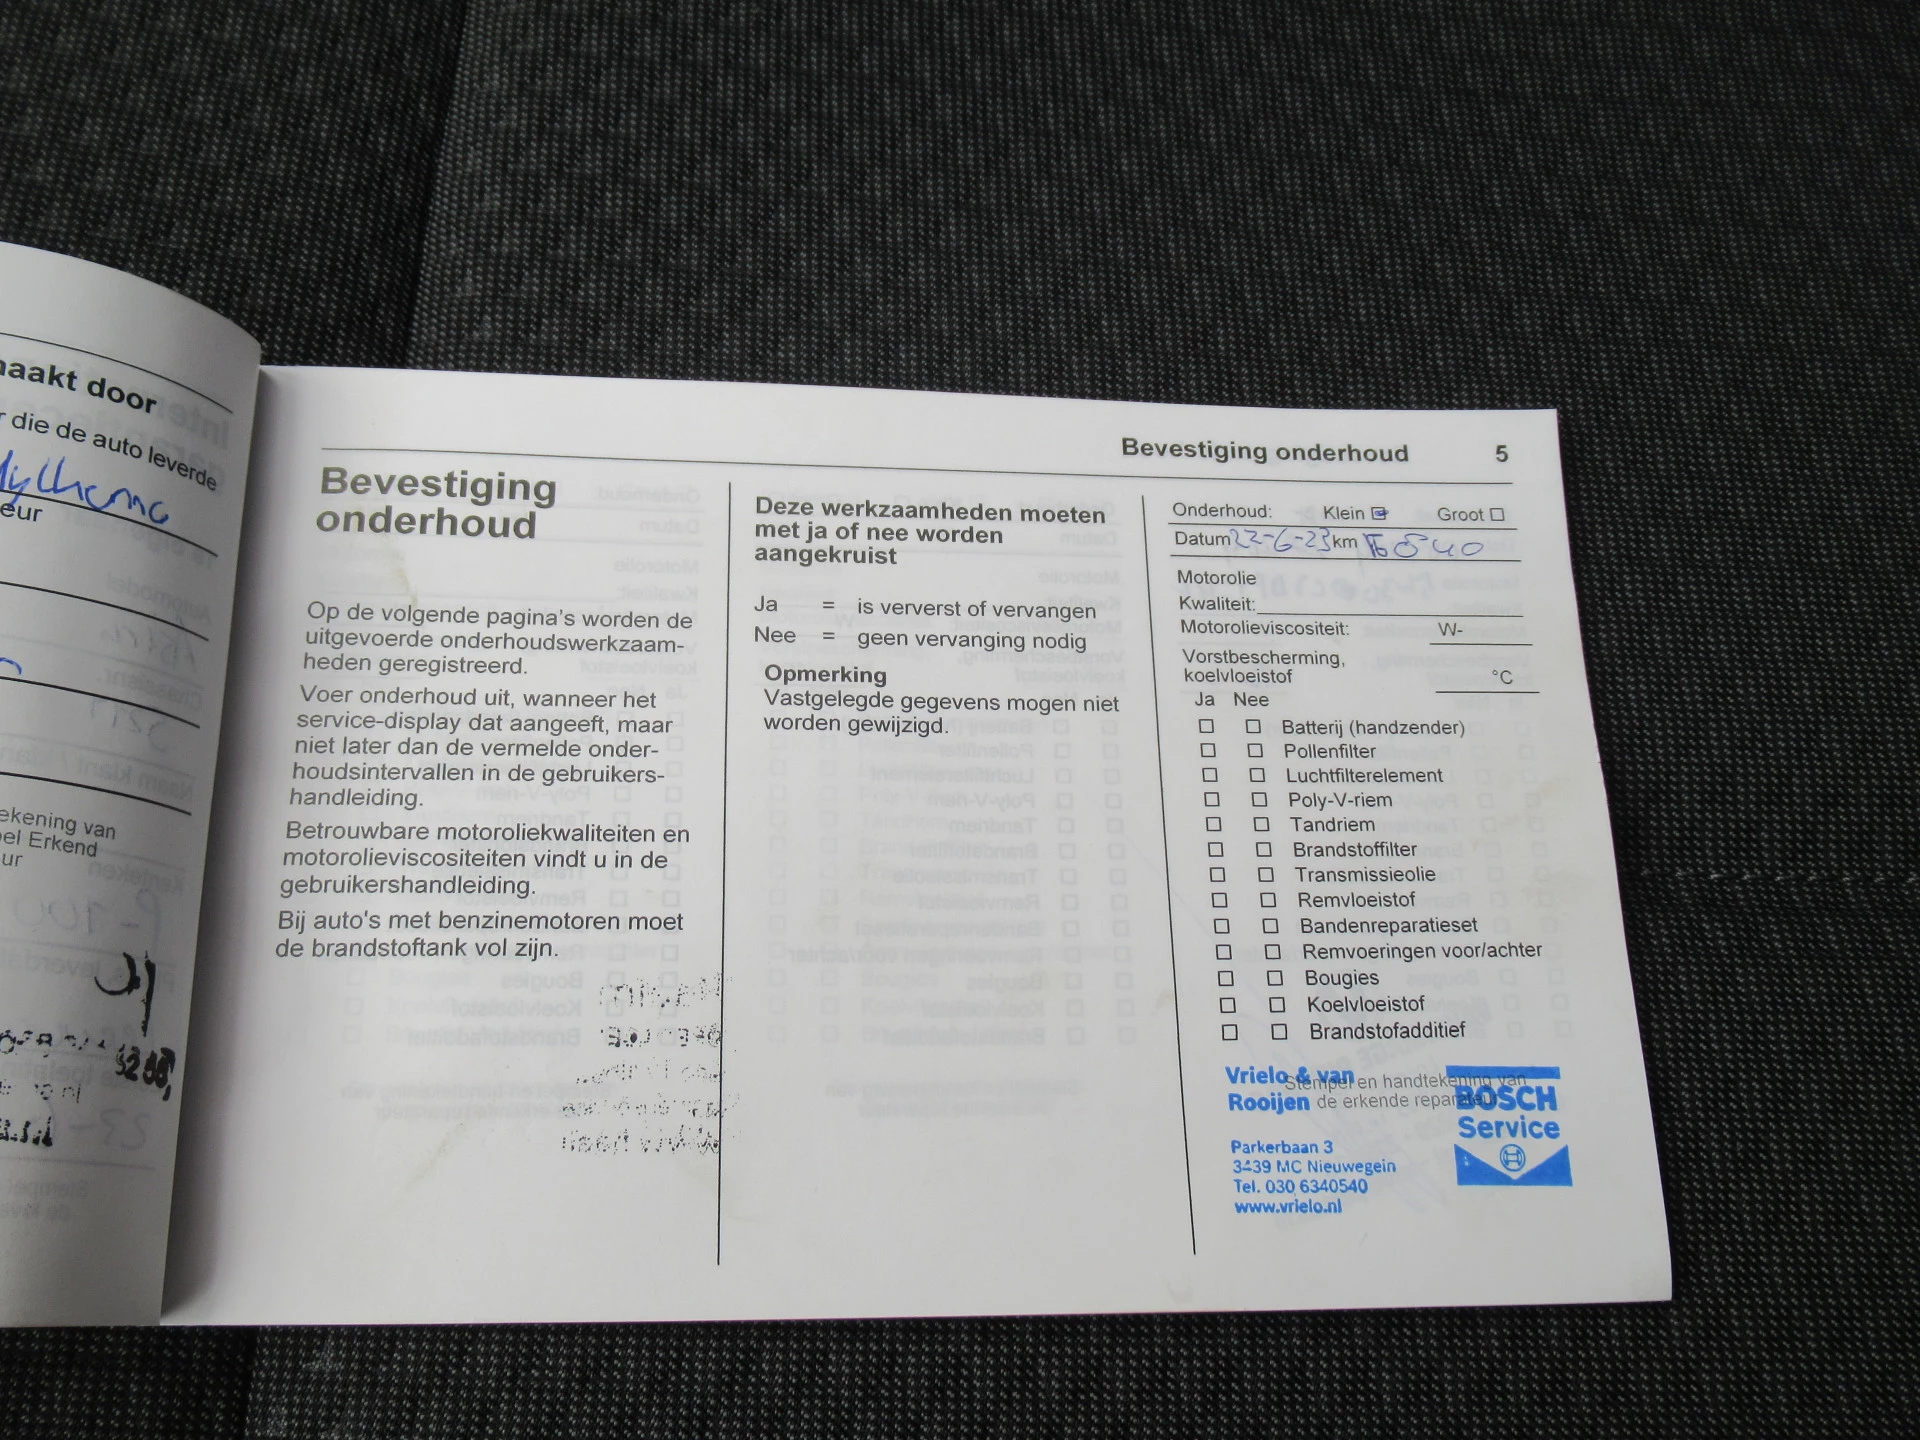 naakt door
r die de auto leverde
eur
ekening van
el Erkend
ur
Bevestiging onderhoud 5
Bevestiging
onderhoud
Op de volgende pagina's worden de
uitgevoerde onderhoudswerkzaam-
heden geregistreerd.
Voer onderhoud uit, wanneer het
service-display dat aangeeft, maar
niet later dan de vermelde onder-
houdsintervallen in de gebruikers-
handleiding.
Betrouwbare motoroliekwaliteiten en
motorolieviscositeiten vindt u in de
gebruikershandleiding.
Bij auto's met benzinemotoren moet
de brandstoftank vol zijn.
Deze werkzaamheden moeten
met ja of nee worden
aangekruist
Ja = is ververst of vervangen
Nee = geen vervanging nodig
Opmerking
Vastgelegde gegevens mogen niet
worden gewijzigd.
Onderhoud: Klein Groot
Datum 22-6-23 km
Motorolie
Kwaliteit:
Motorolieviscositeit: W-
Vorstbescherming,
koelvloeistof °C
Ja Nee
Batterij (handzender)
Pollenfilter
Luchtfilterelement
Poly-V-riem
Tandriem
Brandstoffilter
Transmissieolie
Remvloeistof
Bandenreparatieset
Remvoeringen voor/achter
Bougies
Koelvloeistof
Brandstofadditief
Stempel en handtekening van
de erkende reparateur
Vrielo & van
Rooijen
Parkerbaan 3
3439 MC Nieuwegein
Tel. 030 6340540
www.vrielo.nl
BOSCH
Service